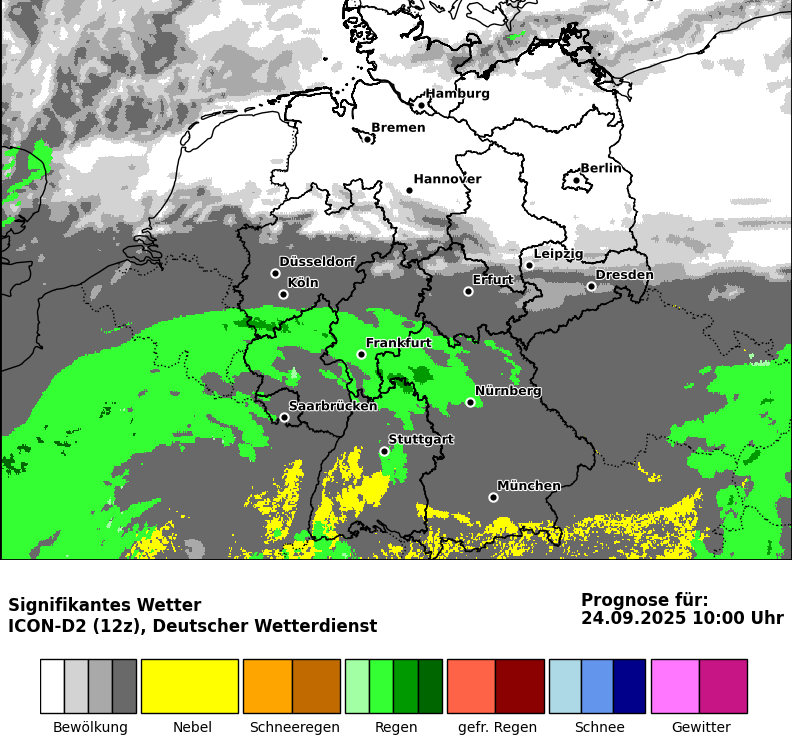 Hamburg
Bremen
Berlin
Hannover
Leipzig
Düsseldorf
Dresden
Erfurt
Köln
Frankfurt
Nürnberg
Saarbrücken
Stuttgart
München
Signifikantes Wetter
ICON-D2 (12z), Deutscher Wetterdienst
Prognose für:
24.09.2025 10:00 Uhr
Bewölkung Nebel Schneeregen Regen gefr. Regen Schnee Gewitter